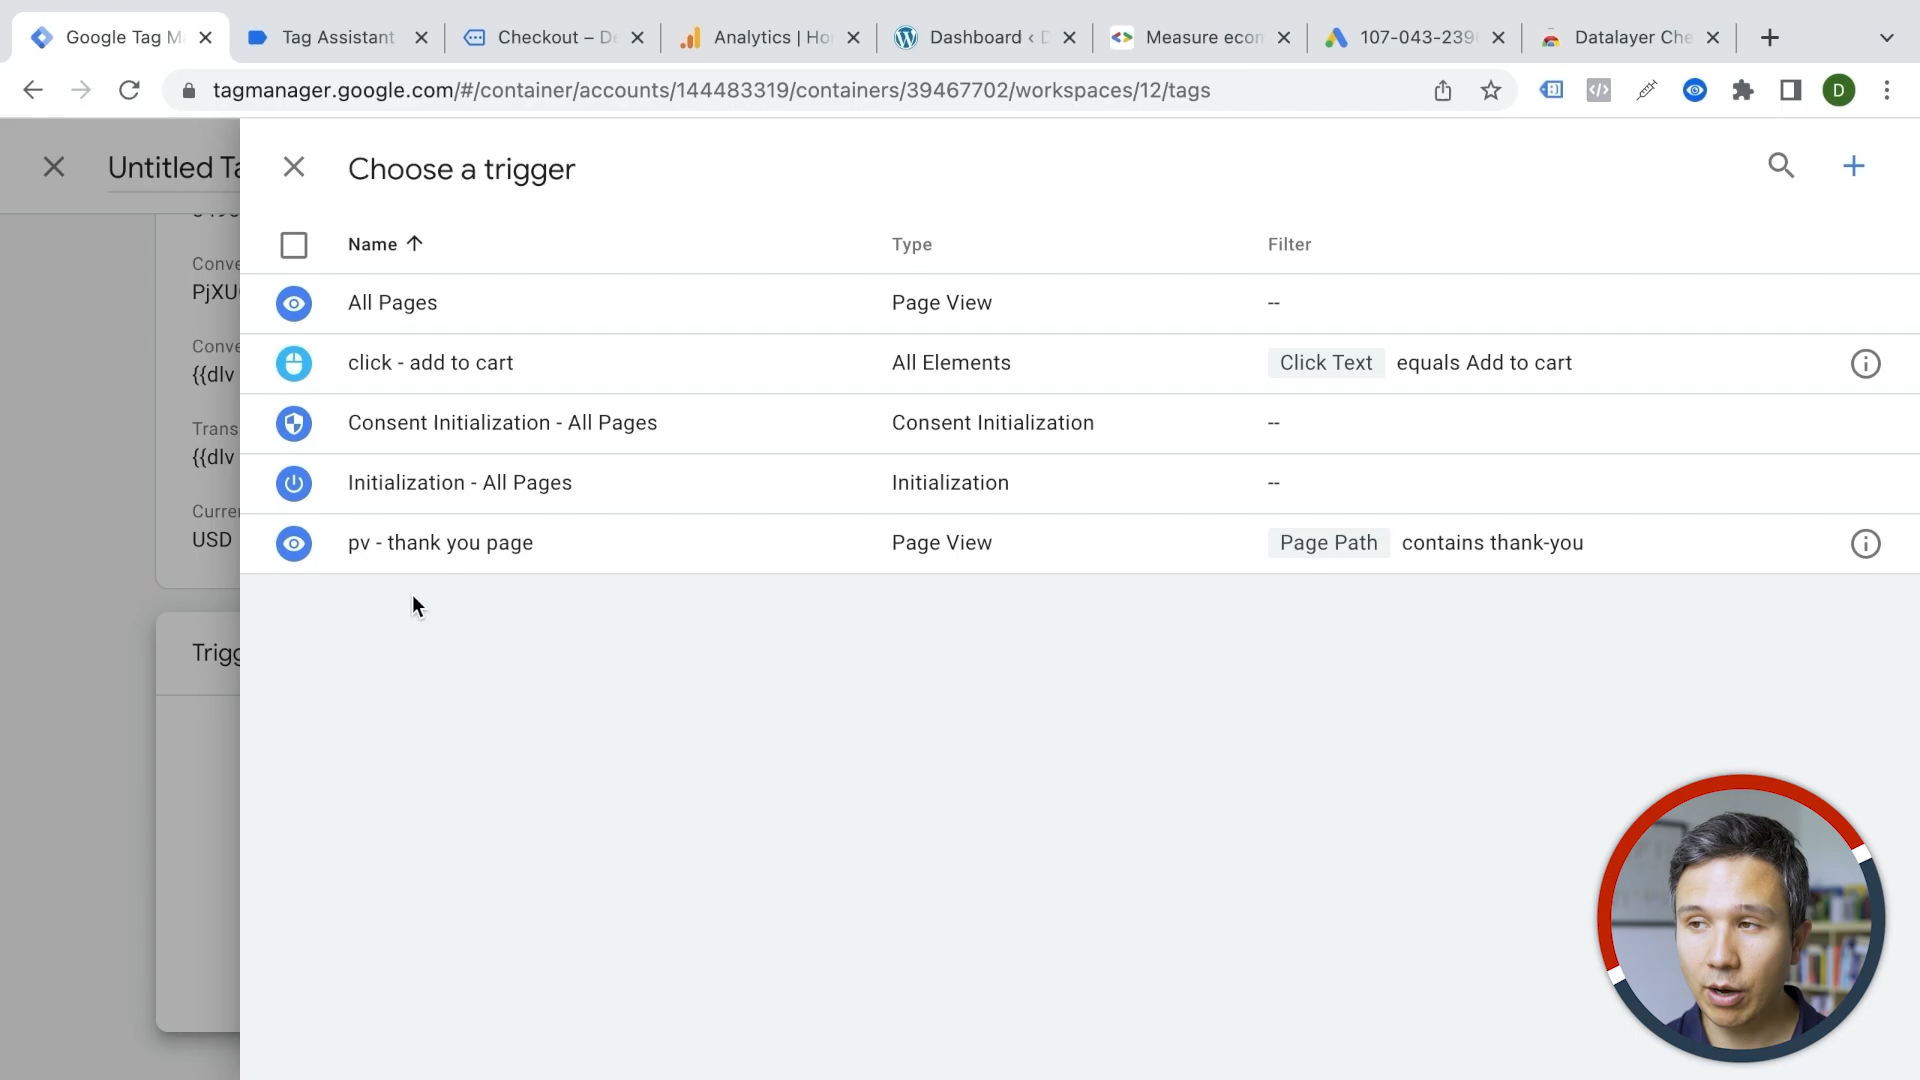 Google Tag Ma
Tag Assistant
Checkout – De
Analytics | Ho
Dashboard ‹ D
Measure econ
107-043-239
Datalayer Che
tagmanager.google.com/#/container/accounts/144483319/containers/39467702/workspaces/12/tags
D
Untitled Ta
Choose a trigger
Name
Type
Filter
All Pages
Page View
--
click - add to cart
All Elements
Click Text equals Add to cart
Consent Initialization - All Pages
Consent Initialization
--
Initialization - All Pages
Initialization
--
pv - thank you page
Page View
Page Path contains thank-you
Conve
PjXU
Conve
{{dlv
Trans
{{dlv
Curre
USD
Trigg